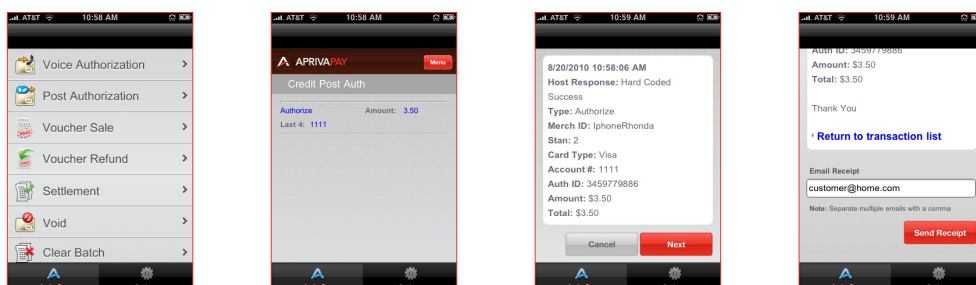 AT&T 10:58 AM
Voice Authorization
Post Authorization
Voucher Sale
Voucher Refund
Settlement
Void
Clear Batch
AT&T 10:58 AM
APRIVAPAY Menu
Credit Post Auth
Authorize Amount: 3.50
Last 4: 1111
AT&T 10:59 AM
8/20/2010 10:58:06 AM
Host Response: Hard Coded
Success
Type: Authorize
Merch ID: IphoneRhonda
Stan: 2
Card Type: Visa
Account #: 1111
Auth ID: 3459779886
Amount: $3.50
Total: $3.50
Cancel Next
AT&T 10:59 AM
Auth ID: 3459779886
Amount: $3.50
Total: $3.50
Thank You
Return to transaction list
Email Receipt
customer@home.com
Note: Separate multiple emails with a comma
Send Receipt